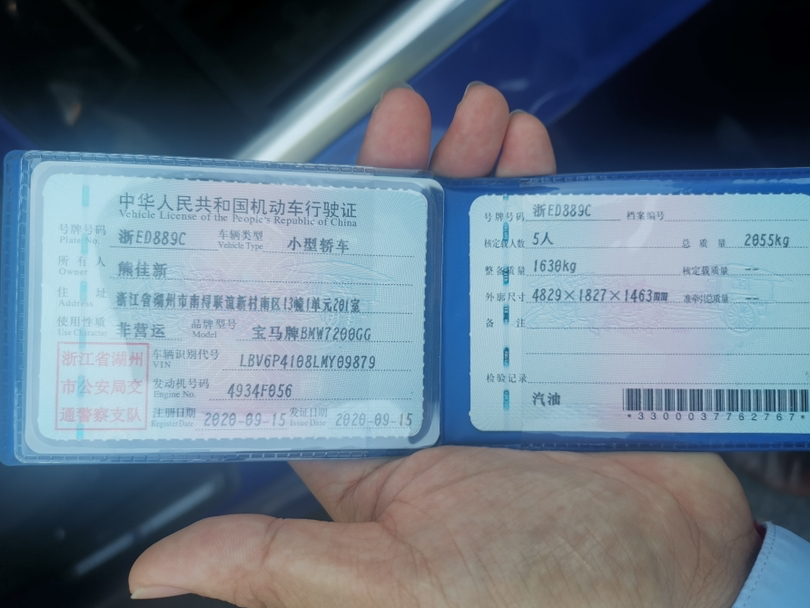 中华人民共和国机动车行驶证
Vehicle License of the People's Republic of China
号牌号码 浙ED889C 车辆类型 小型轿车
Plate No. Vehicle Type
所有人 熊佳新
Owner
住址 浙江省湖州市南浔联谊新村南区13幢1单元201室
Address
使用性质 非营运 品牌型号 宝马牌BMW7200GG
Use Character Model
浙江省湖州
市公安局交
通警察支队
车辆识别代号 LBV6P4108LMY09879
VIN
发动机号码 4934F056
Engine No.
注册日期 2020-09-15 发证日期 2020-09-15
Register Date Issue Date
号牌号码 浙ED889C 档案编号
核定载人数 5人 总质量 2055kg
整备质量 1630kg 核定载质量 --
外廓尺寸 4829×1827×1463mm 准牵引总质量 --
备注
检验记录
汽油
*3300037762767*